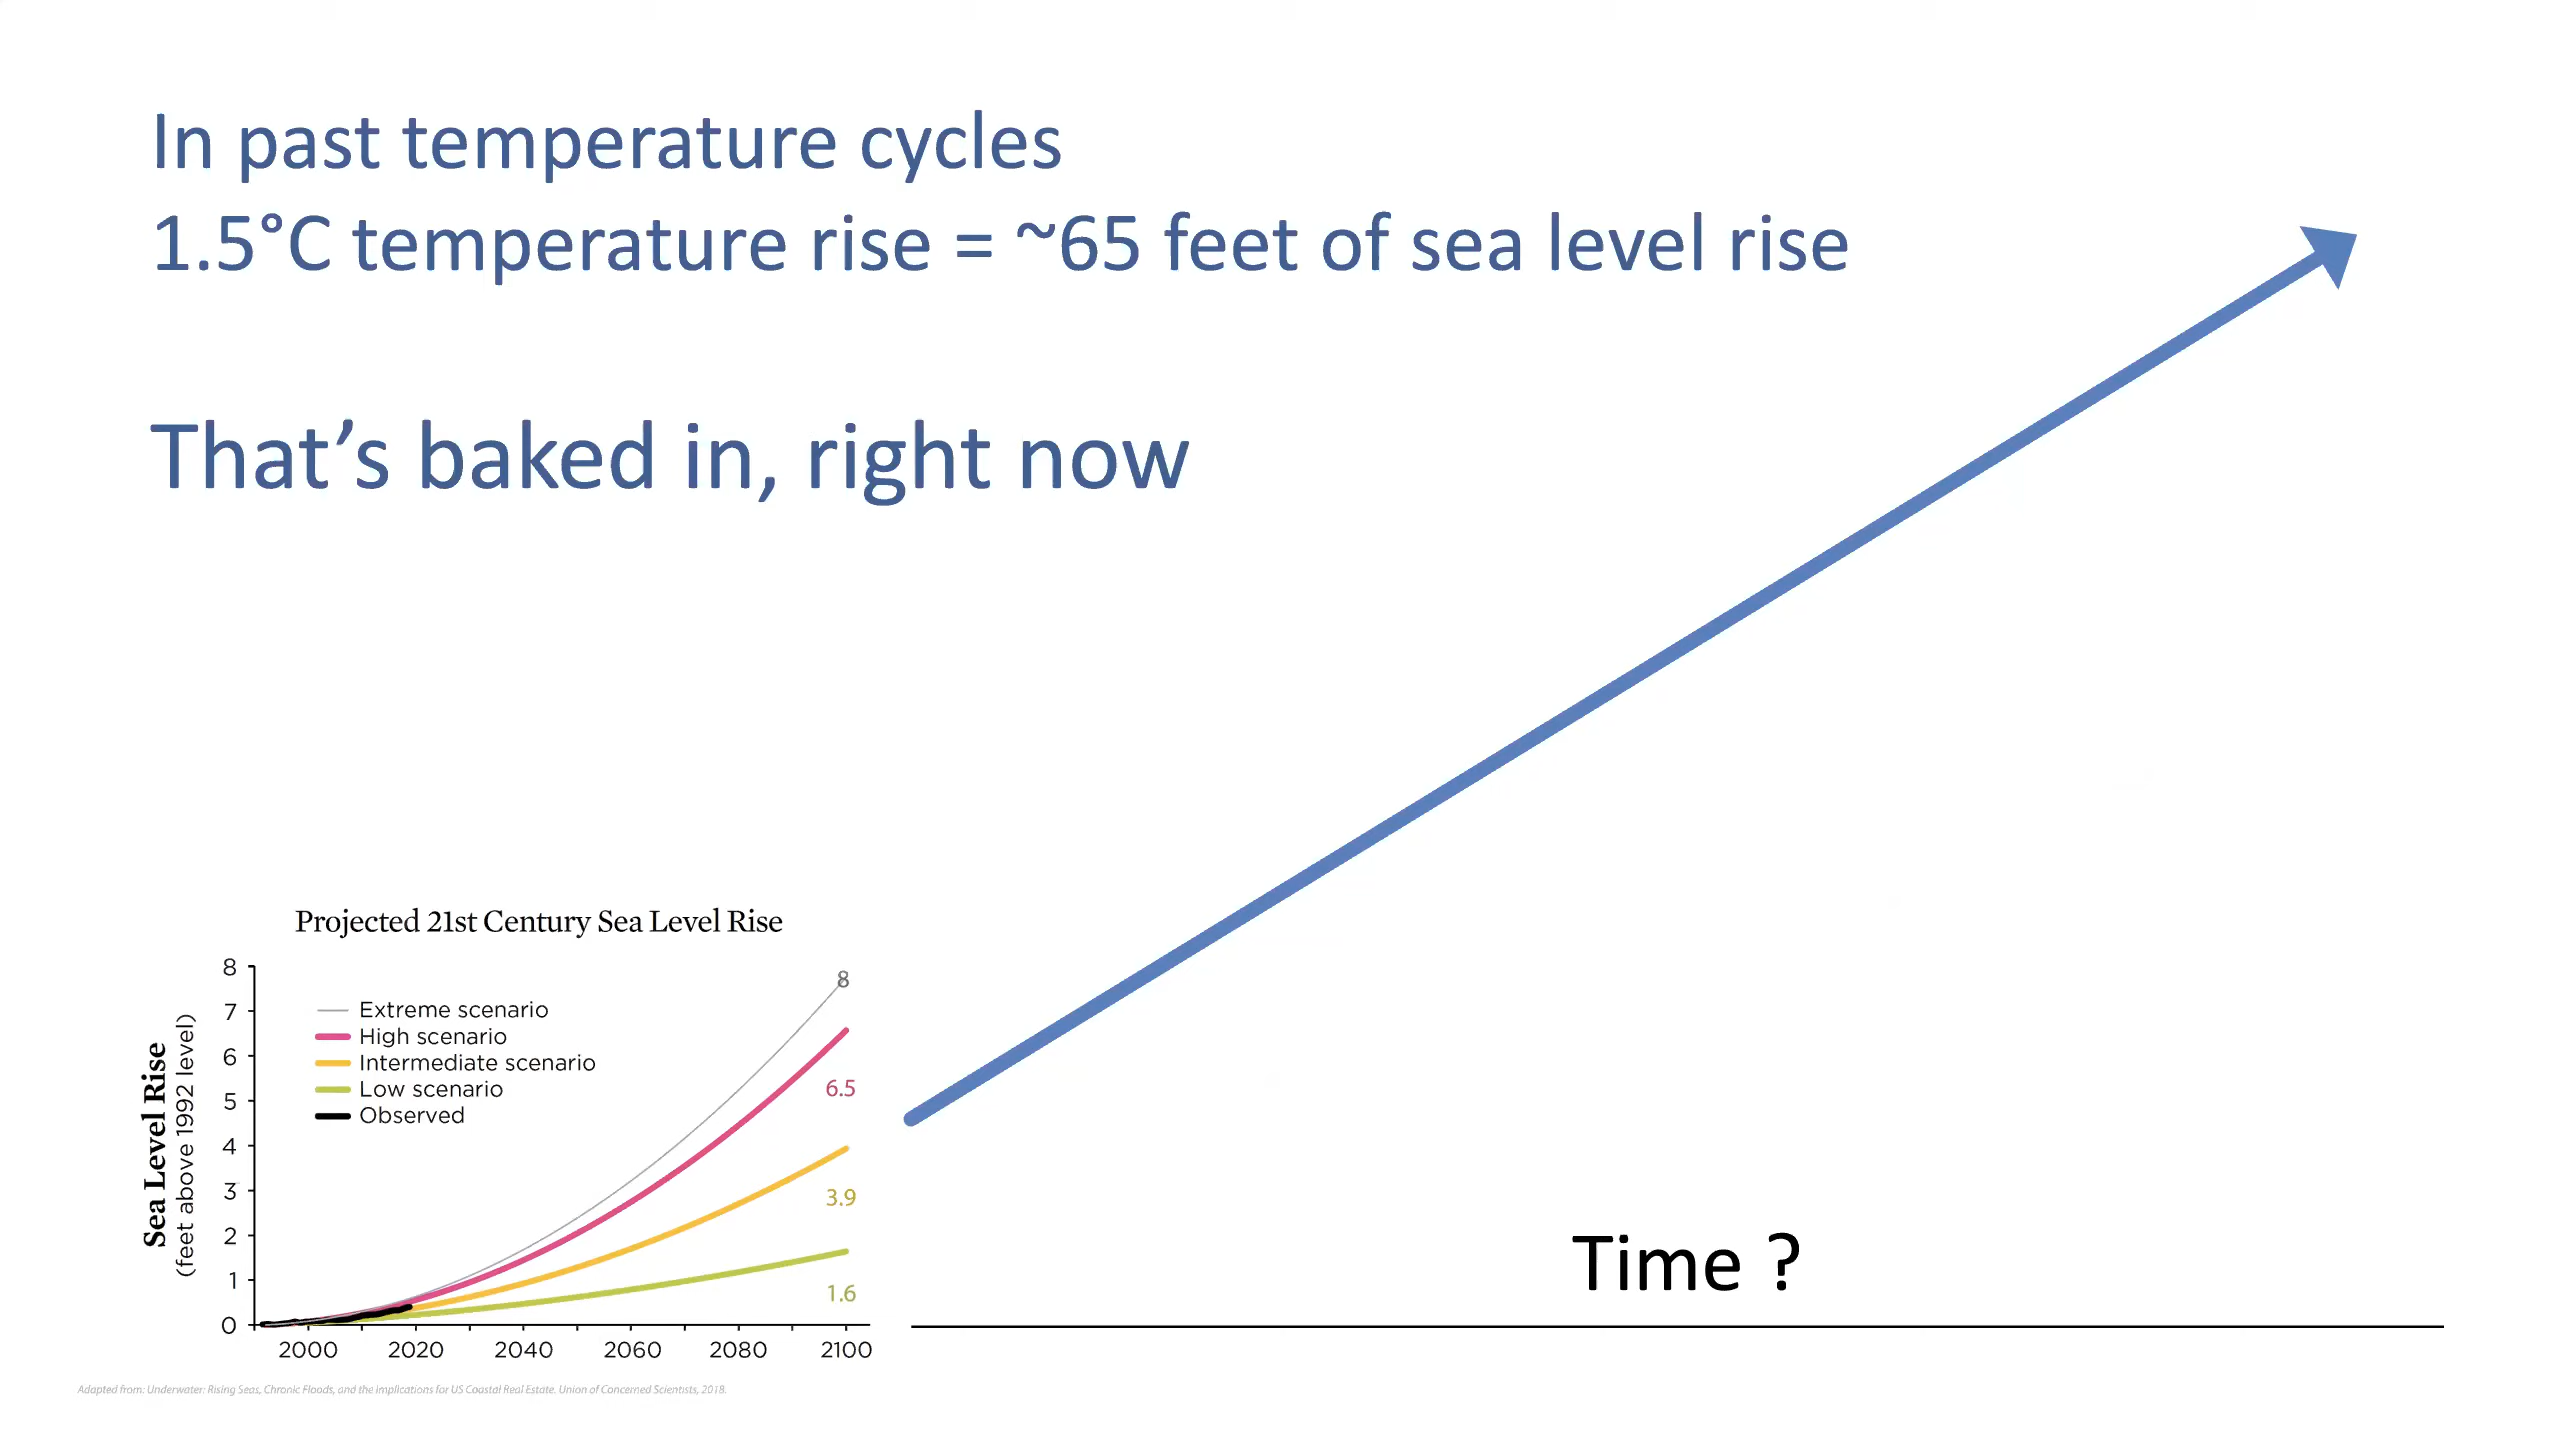 In past temperature cycles
1.5°C temperature rise = ~65 feet of sea level rise
That's baked in, right now
Projected 21st Century Sea Level Rise
Sea Level Rise
(feet above 1992 level)
8
7
6
5
4
3
2
1
0
Extreme scenario
High scenario
Intermediate scenario
Low scenario
Observed
8
6.5
3.9
1.6
2000 2020 2040 2060 2080 2100
Time ?
Adapted from: Underwater: Rising Seas, Chronic Floods, and the Implications for US Coastal Real Estate. Union of Concerned Scientists, 2018.